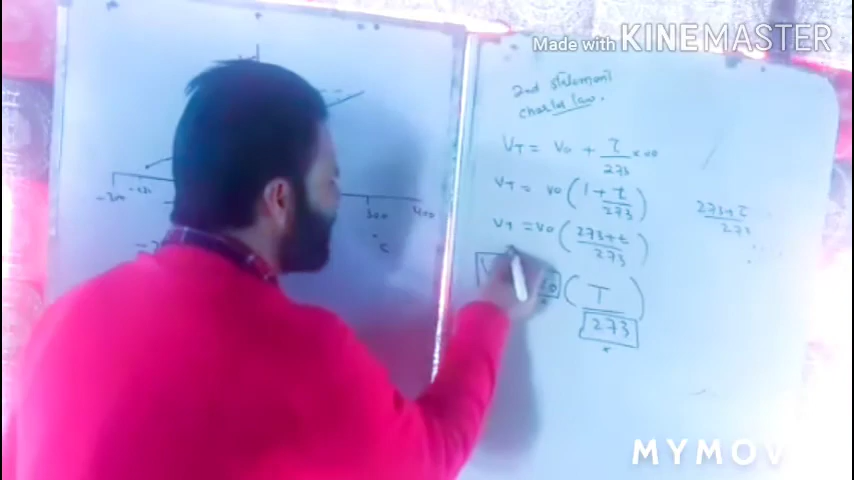 Made with KINEMASTER
2nd statement
Charles law.
VT = V0 + t/273 × V0
VT = V0 (1 + t/273)
273+t/273
VT = V0 (273+t/273)
(T/273)
300
400
°C
MYMOV